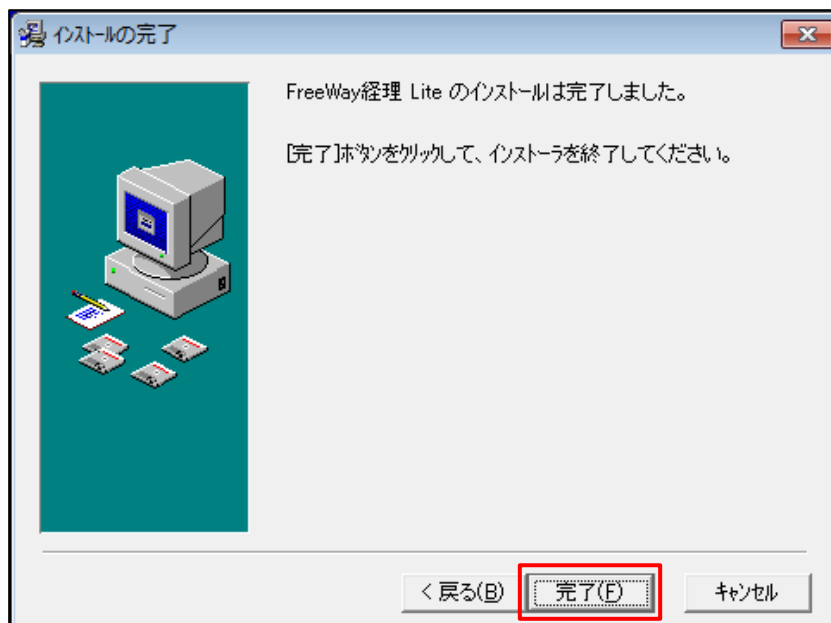 インストールの完了
FreeWay経理 Lite のインストールは完了しました。
[完了]ボタンをクリックして、インストーラを終了してください。
< 戻る(B)
完了(F)
キャンセル